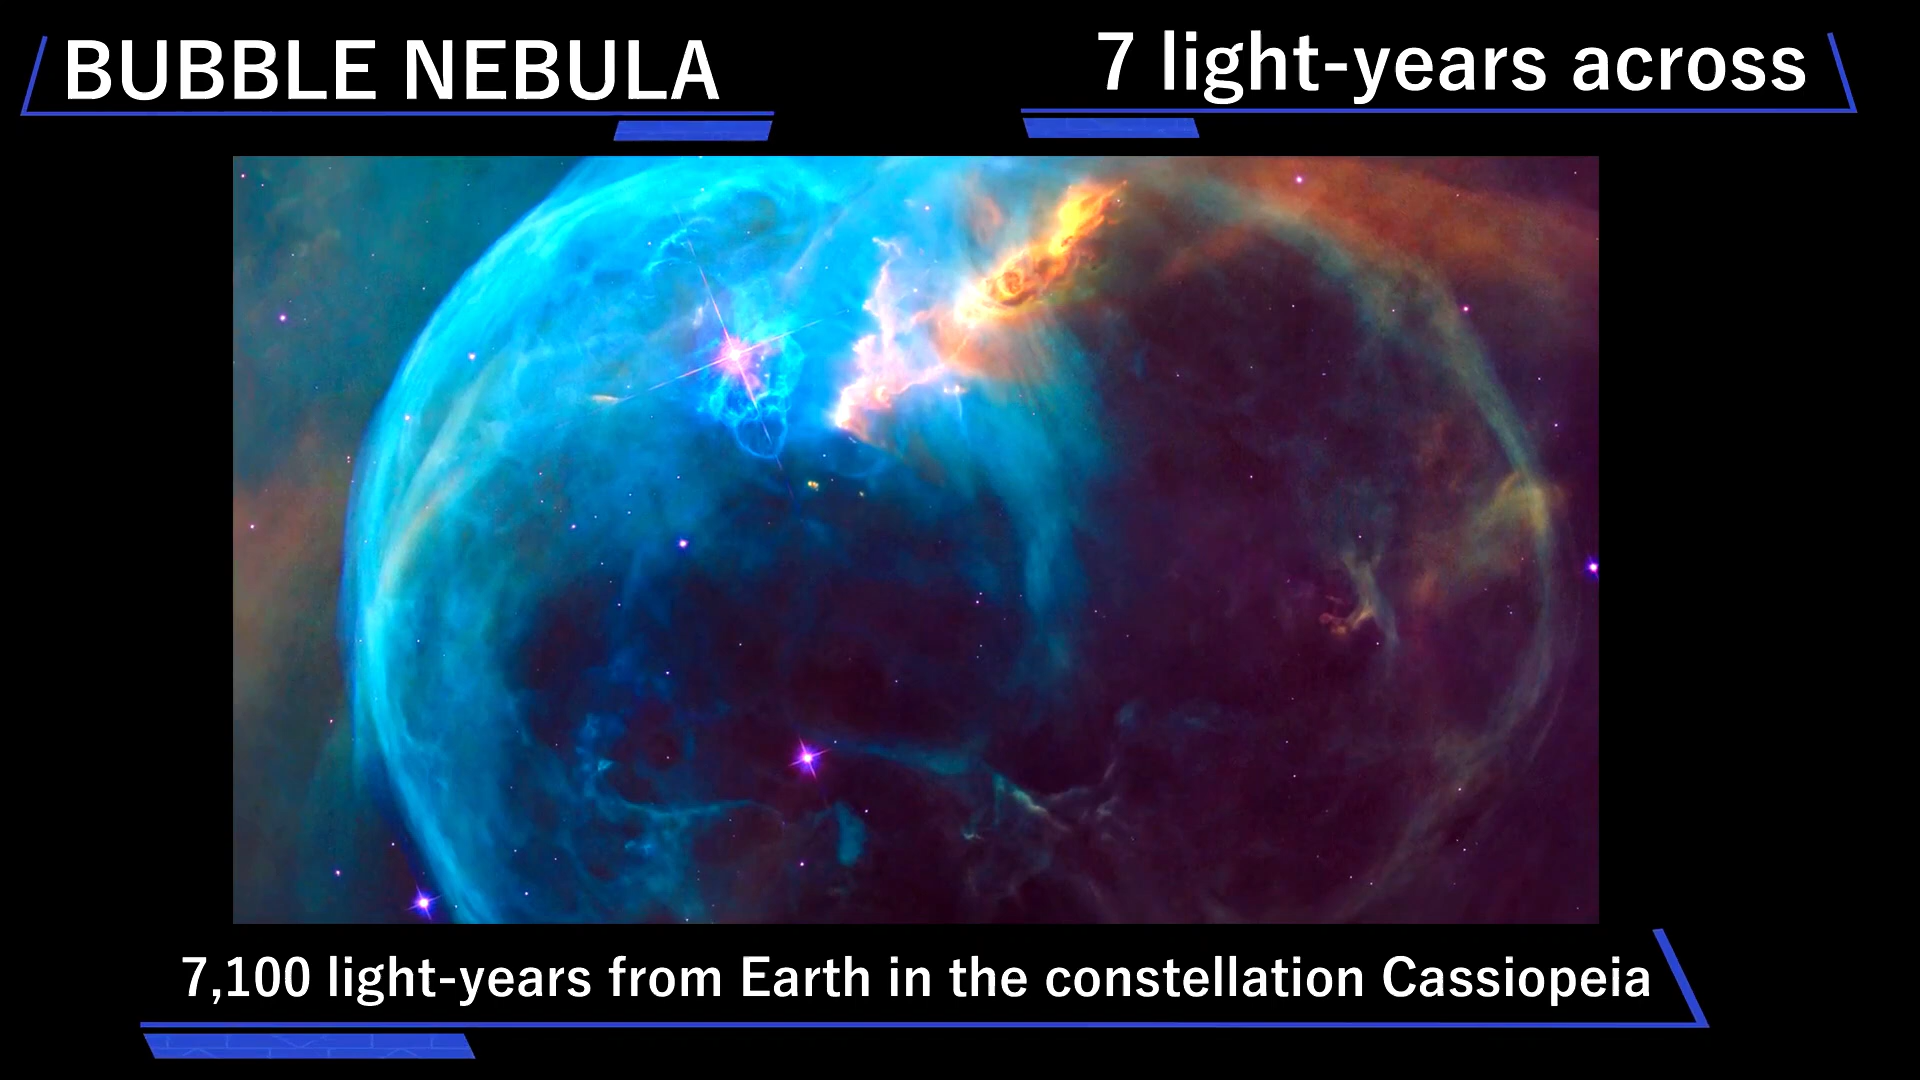 BUBBLE NEBULA
7 light-years across
7,100 light-years from Earth in the constellation Cassiopeia